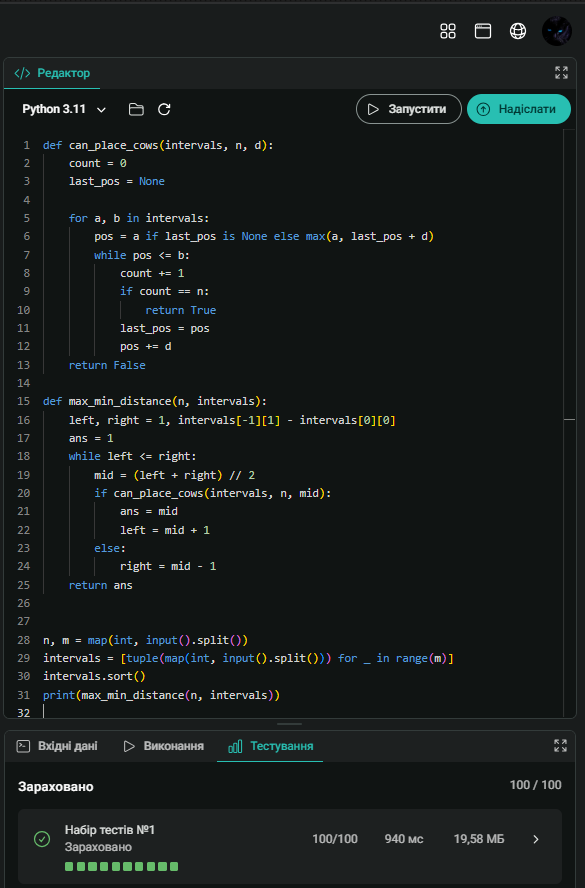 </> Редактор
Python 3.11
Запустити
Надіслати
1 def can_place_cows(intervals, n, d):
2     count = 0
3     last_pos = None
4
5     for a, b in intervals:
6         pos = a if last_pos is None else max(a, last_pos + d)
7         while pos <= b:
8             count += 1
9             if count == n:
10                 return True
11             last_pos = pos
12             pos += d
13     return False
14
15 def max_min_distance(n, intervals):
16     left, right = 1, intervals[-1][1] - intervals[0][0]
17     ans = 1
18     while left <= right:
19         mid = (left + right) // 2
20         if can_place_cows(intervals, n, mid):
21             ans = mid
22             left = mid + 1
23         else:
24             right = mid - 1
25     return ans
26
27
28 n, m = map(int, input().split())
29 intervals = [tuple(map(int, input().split())) for _ in range(m)]
30 intervals.sort()
31 print(max_min_distance(n, intervals))
32
Вхідні дані
Виконання
Тестування
Зараховано
100 / 100
Набір тестів №1
Зараховано
100/100
940 мс
19,58 МБ